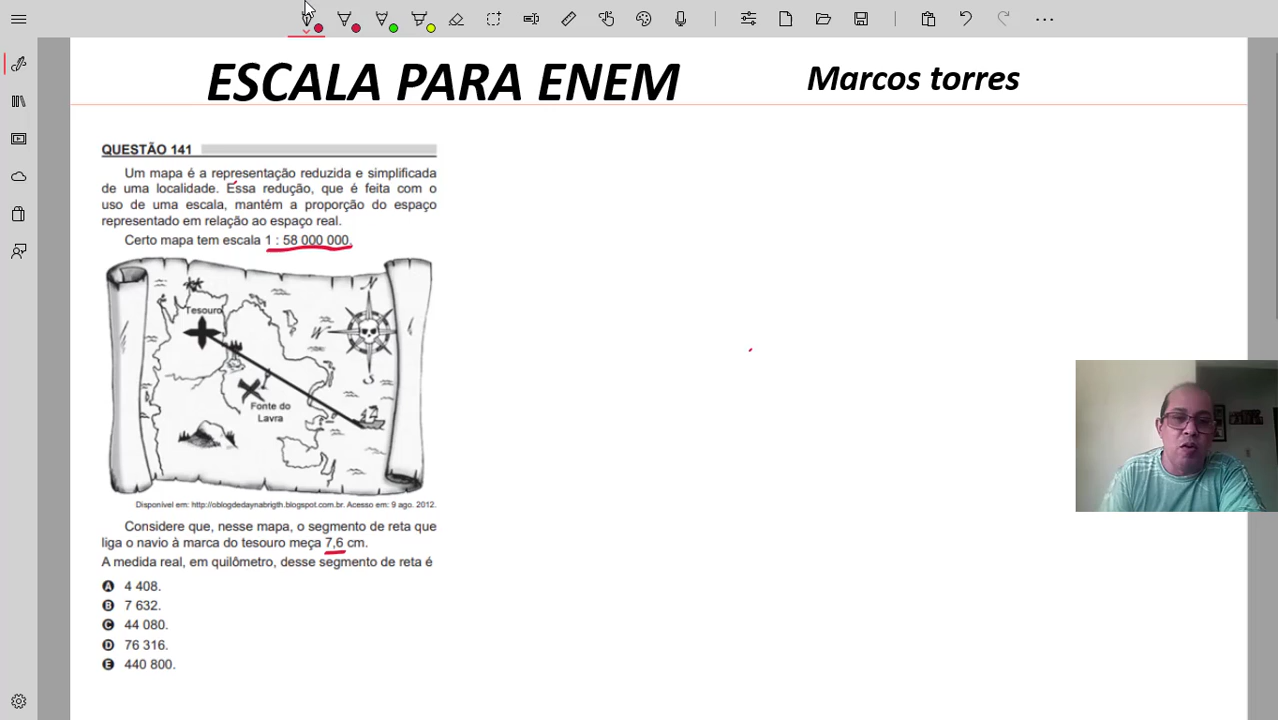 ESCALA PARA ENEM
Marcos torres
QUESTÃO 141
Um mapa é a representação reduzida e simplificada
de uma localidade. Essa redução, que é feita com o
uso de uma escala, mantém a proporção do espaço
representado em relação ao espaço real.
Certo mapa tem escala 1 : 58 000 000.
N
Tesouro
W
S
Fonte do
Lavra
Disponível em: http://oblogdedaynabrigth.blogspot.com.br. Acesso em: 9 ago. 2012.
Considere que, nesse mapa, o segmento de reta que
liga o navio à marca do tesouro meça 7,6 cm.
A medida real, em quilômetro, desse segmento de reta é
A 4 408.
B 7 632.
C 44 080.
D 76 316.
E 440 800.